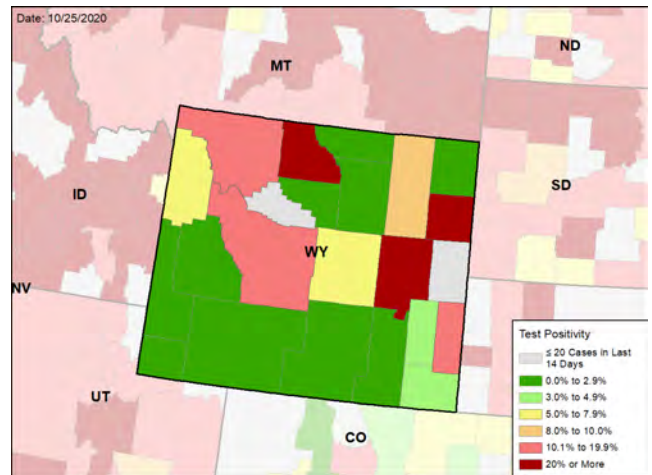 Date: 10/25/2020
MT
ND
ID
SD
WY
NV
UT
CO
Test Positivity
≤ 20 Cases in Last
14 Days
0.0% to 2.9%
3.0% to 4.9%
5.0% to 7.9%
8.0% to 10.0%
10.1% to 19.9%
20% or More